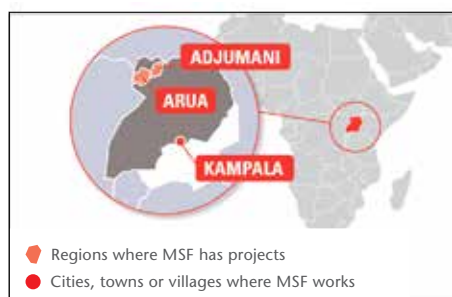 ADJUMANI
ARUA
KAMPALA
Regions where MSF has projects
Cities, towns or villages where MSF works